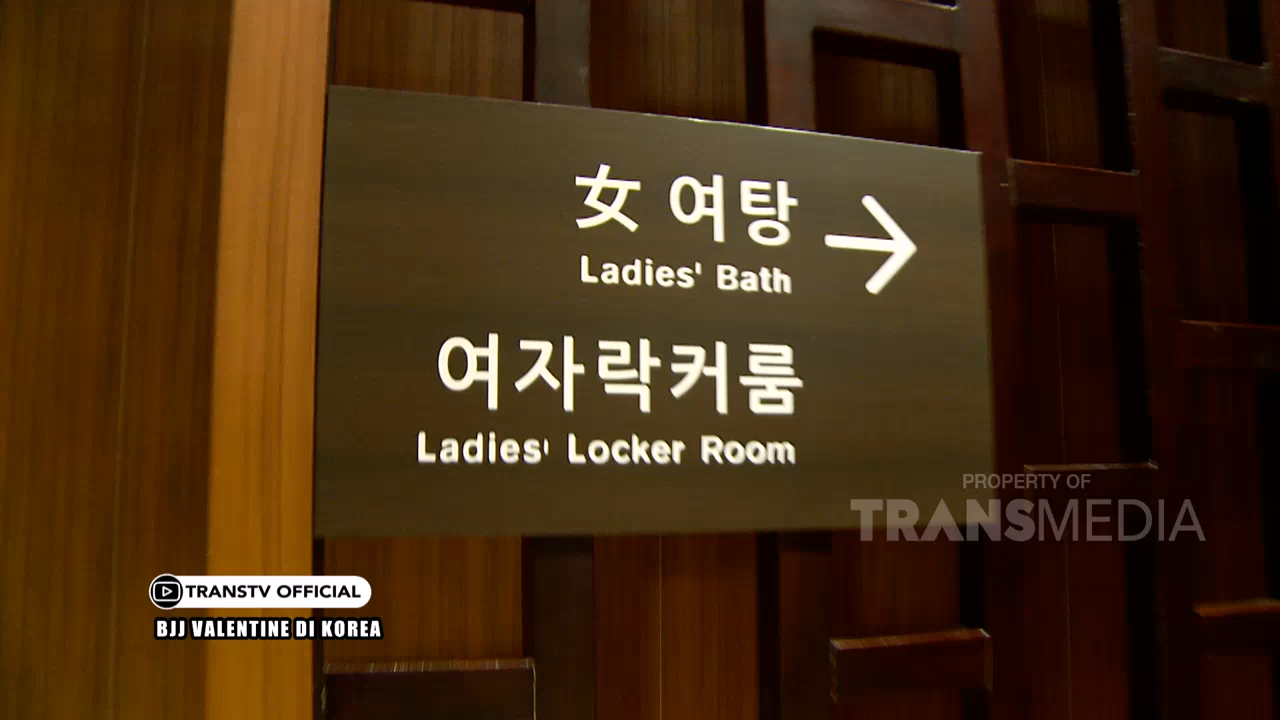 女 여탕 →
Ladies' Bath
여자락커룸
Ladies' Locker Room
PROPERTY OF
TRANSMEDIA
TRANSTV OFFICIAL
BJJ VALENTINE DI KOREA